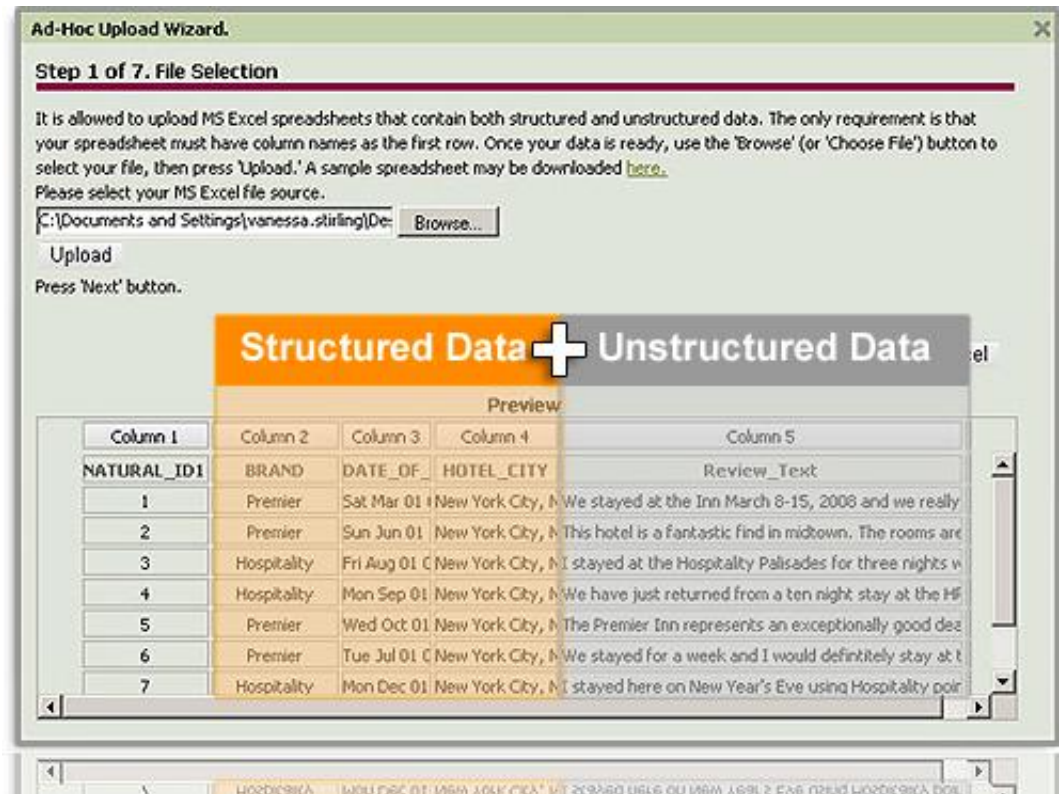 Ad-Hoc Upload Wizard.
Step 1 of 7. File Selection
It is allowed to upload MS Excel spreadsheets that contain both structured and unstructured data. The only requirement is that
your spreadsheet must have column names as the first row. Once your data is ready, use the 'Browse' (or 'Choose File') button to
select your file, then press 'Upload.' A sample spreadsheet may be downloaded here.
Please select your MS Excel file source.
C:\Documents and Settings\vanessa.stirling\De: Browse...
Upload
Press 'Next' button.
Structured Data + Unstructured Data
el
Preview
Column 1 Column 2 Column 3 Column 4 Column 5
NATURAL_ID1 BRAND DATE_OF_ HOTEL_CITY Review_Text
1 Premier Sat Mar 01 New York City, N We stayed at the Inn March 8-15, 2008 and we really
2 Premier Sun Jun 01 New York City, N This hotel is a fantastic find in midtown. The rooms are
3 Hospitality Fri Aug 01 New York City, N I stayed at the Hospitality Palisades for three nights w
4 Hospitality Mon Sep 01 New York City, N We have just returned from a ten night stay at the HP
5 Premier Wed Oct 01 New York City, N The Premier Inn represents an exceptionally good dea
6 Premier Tue Jul 01 New York City, N We stayed for a week and I would defintitely stay at t
7 Hospitality Mon Dec 01 New York City, N I stayed here on New Year's Eve using Hospitality poin